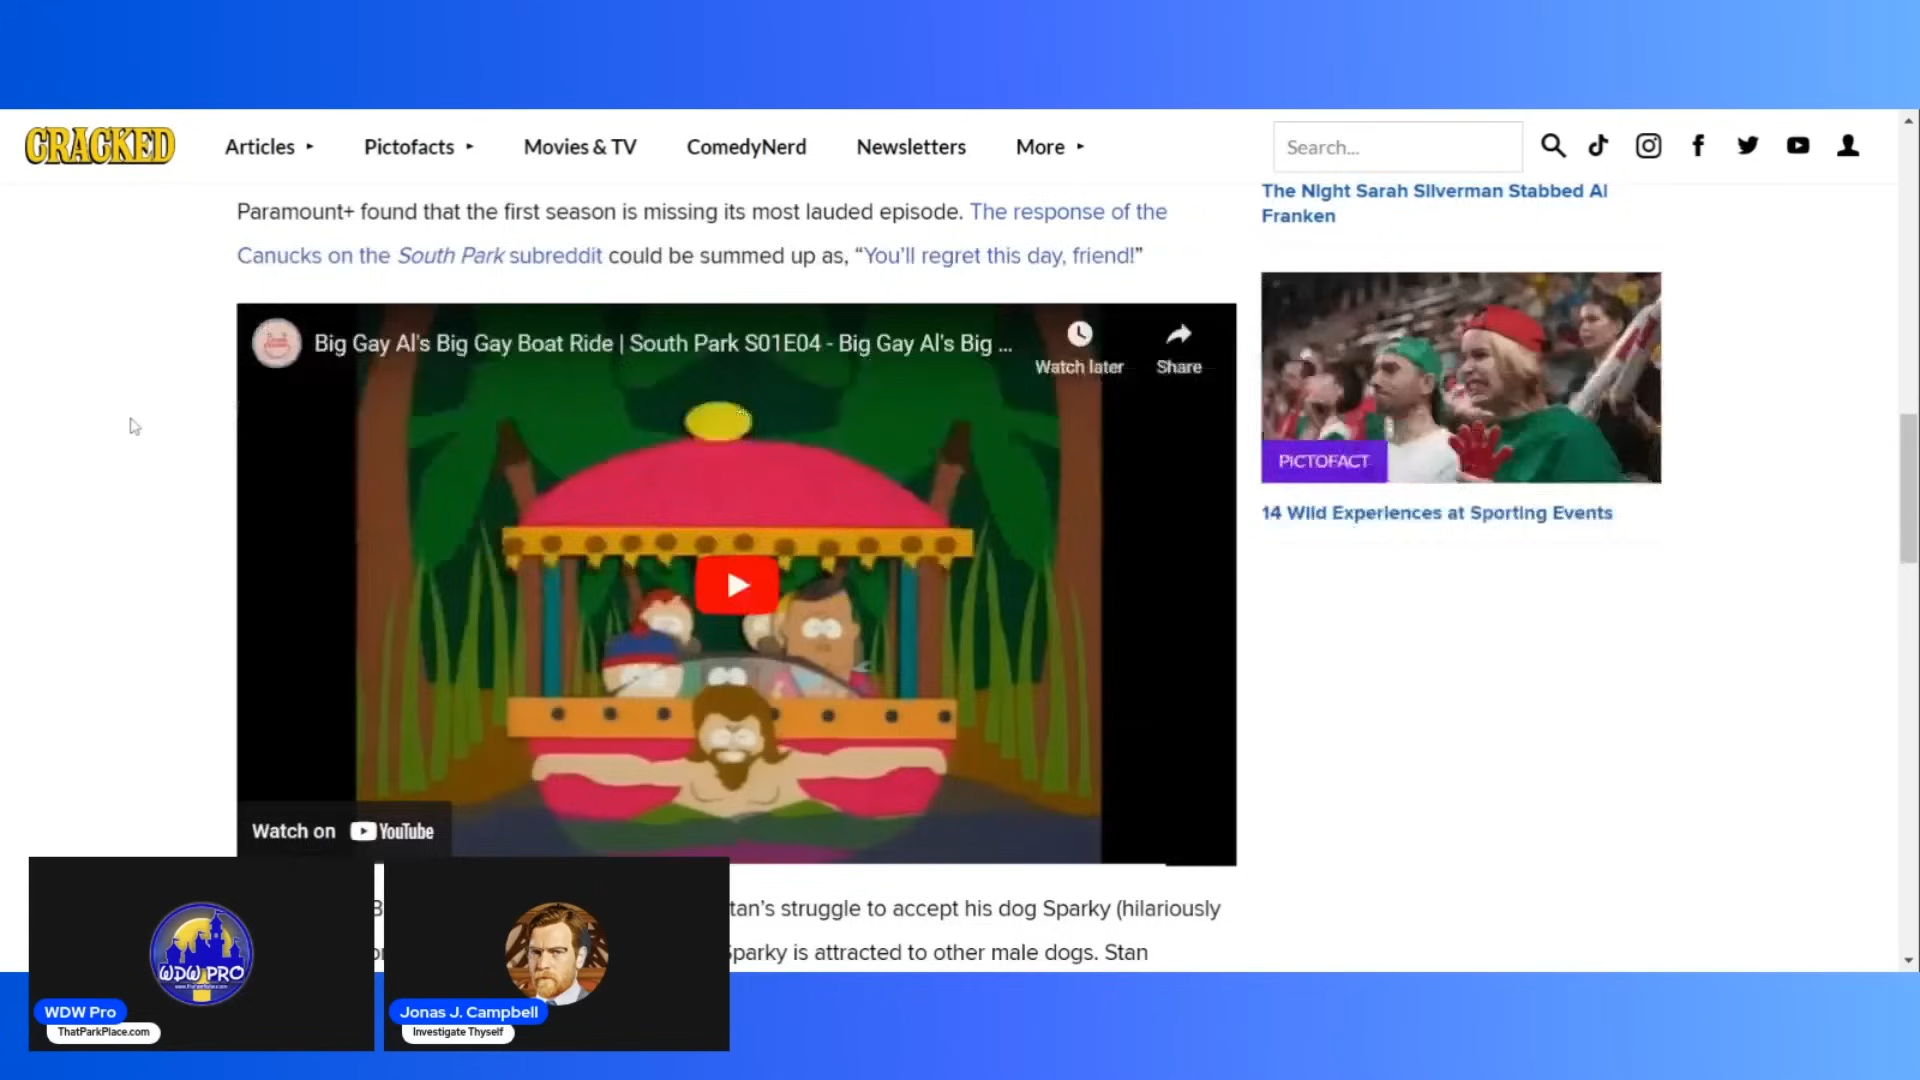 CRACKED
Articles
Pictofacts
Movies & TV
ComedyNerd
Newsletters
More
Search...
Paramount+ found that the first season is missing its most lauded episode. The response of the
Canucks on the South Park subreddit could be summed up as, “You’ll regret this day, friend!”
The Night Sarah Silverman Stabbed Al
Franken
Big Gay Al's Big Gay Boat Ride | South Park S01E04 - Big Gay Al's Big ...
Watch later
Share
PICTOFACT
14 Wild Experiences at Sporting Events
Watch on YouTube
tan’s struggle to accept his dog Sparky (hilariously
Sparky is attracted to other male dogs. Stan
WDW PRO
WDW Pro
ThatParkPlace.com
Jonas J. Campbell
Investigate Thyself